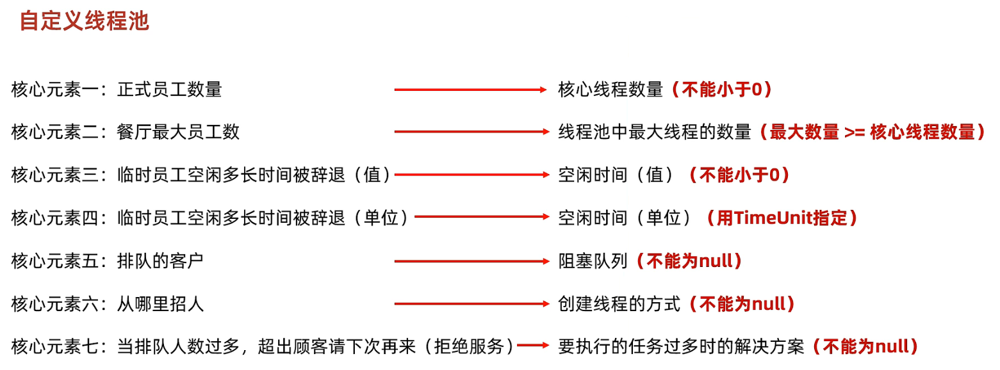 自定义线程池
核心元素一：正式员工数量 核心线程数量（不能小于0）
核心元素二：餐厅最大员工数 线程池中最大线程的数量（最大数量 >= 核心线程数量）
核心元素三：临时员工空闲多长时间被辞退（值） 空闲时间（值）（不能小于0）
核心元素四：临时员工空闲多长时间被辞退（单位） 空闲时间（单位）（用TimeUnit指定）
核心元素五：排队的客户 阻塞队列（不能为null）
核心元素六：从哪里招人 创建线程的方式（不能为null）
核心元素七：当排队人数过多，超出顾客请下次再来（拒绝服务） 要执行的任务过多时的解决方案（不能为null）